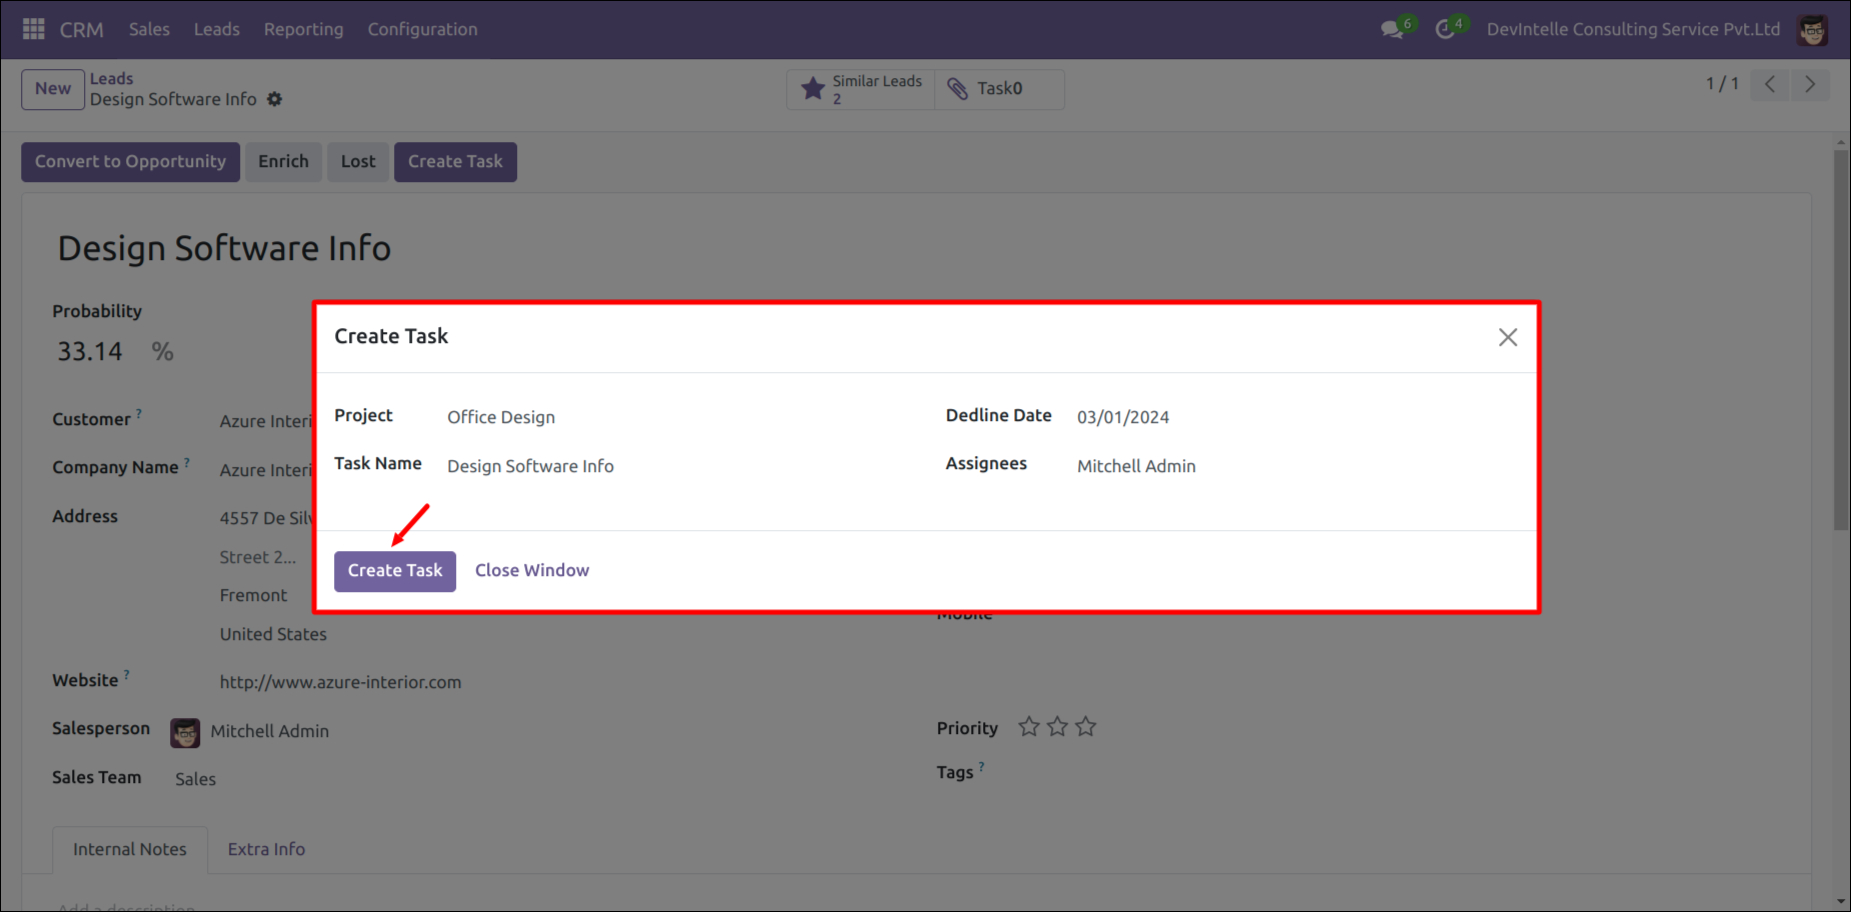 CRM Sales Leads Reporting Configuration 6 4 DevIntelle Consulting Service Pvt.Ltd
New
Leads
Design Software Info
Similar Leads
2
Task0
1 / 1
Convert to Opportunity Enrich Lost Create Task
Design Software Info
Probability
33.14 %
Customer ? Azure Interi
Company Name ? Azure Interi
Address 4557 De Silv
Street 2...
Fremont
United States
Website ? http://www.azure-interior.com
Salesperson Mitchell Admin
Sales Team Sales
Create Task
Project Office Design
Dedline Date 03/01/2024
Task Name Design Software Info
Assignees Mitchell Admin
Create Task Close Window
Mobile
Priority
Tags ?
Internal Notes Extra Info
Add a description